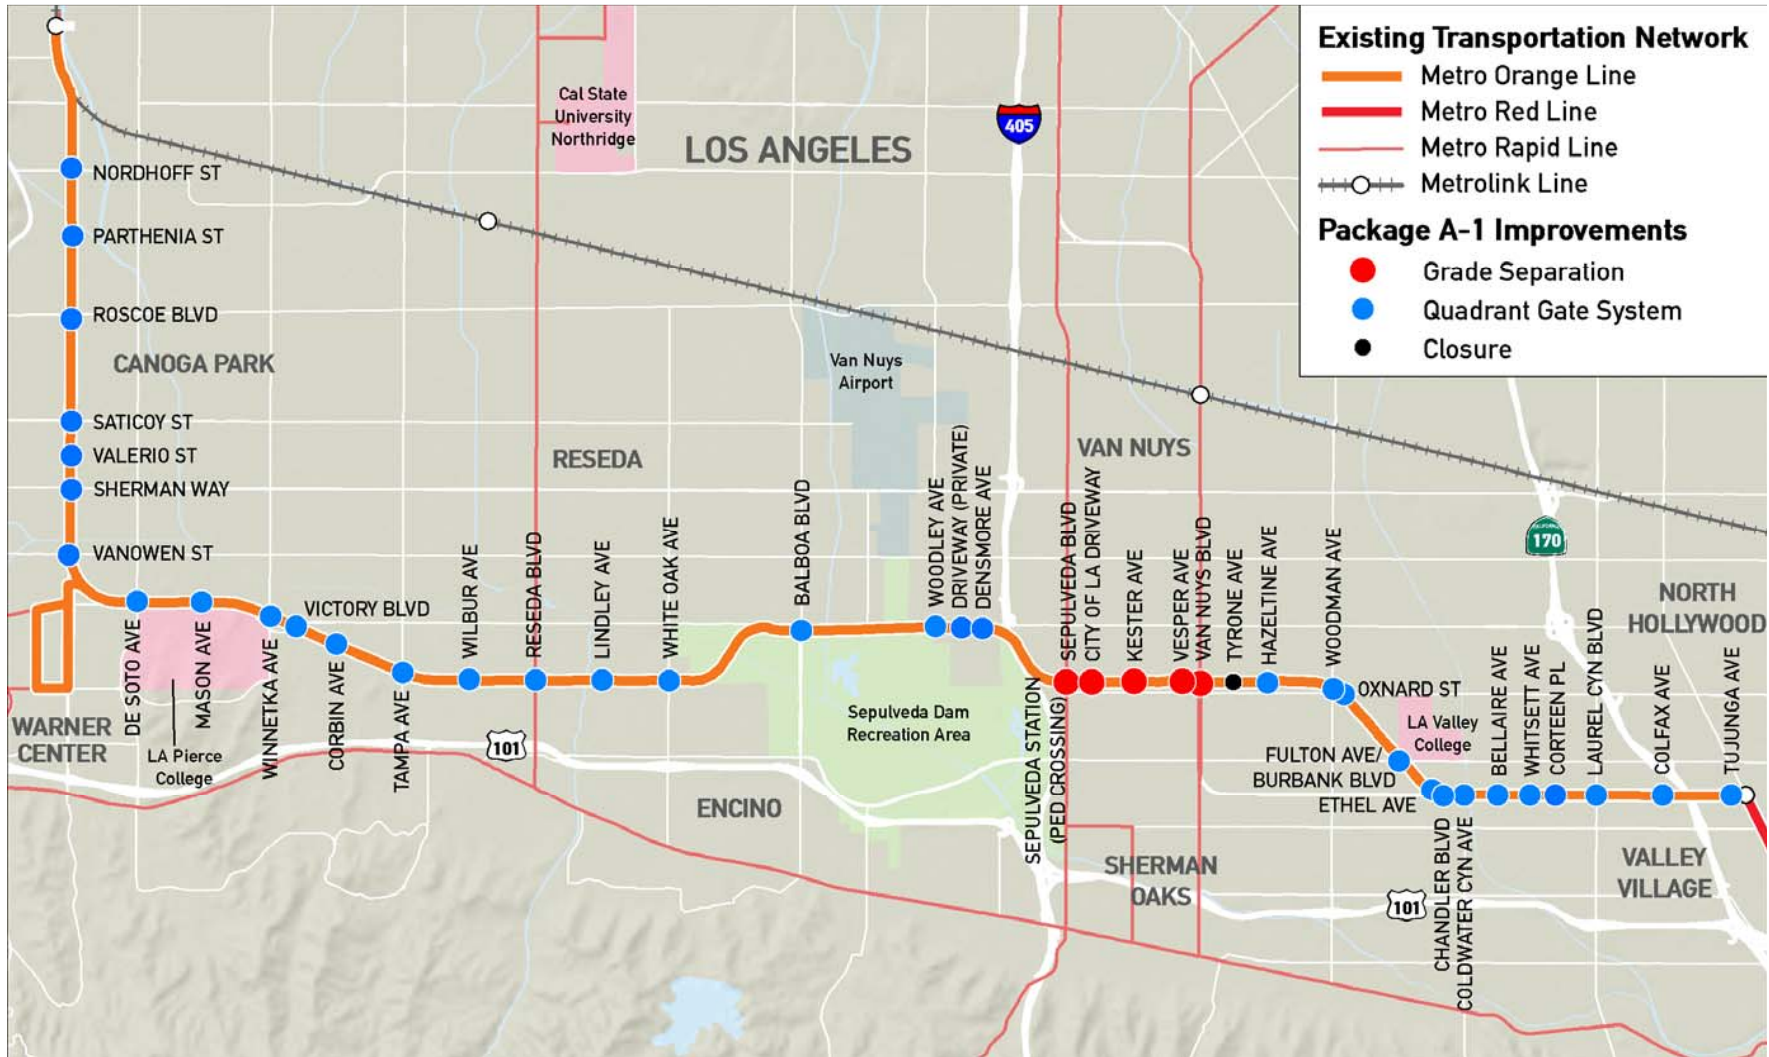 Existing Transportation Network
Metro Orange Line
Metro Red Line
Metro Rapid Line
Metrolink Line
Package A-1 Improvements
Grade Separation
Quadrant Gate System
Closure
Cal State
University
Northridge
LOS ANGELES
405
NORDHOFF ST
PARTHENIA ST
ROSCOE BLVD
CANOGA PARK
SATICOY ST
VALERIO ST
SHERMAN WAY
VANOWEN ST
Van Nuys
Airport
RESEDA
VAN NUYS
CALIFORNIA
170
NORTH
HOLLYWOOD
VICTORY BLVD
WILBUR AVE
RESEDA BLVD
LINDLEY AVE
WHITE OAK AVE
BALBOA BLVD
WOODLEY AVE
DRIVEWAY (PRIVATE)
DENSMORE AVE
SEPULVEDA BLVD
CITY OF LA DRIVEWAY
KESTER AVE
VESPER AVE
VAN NUYS BLVD
TYRONE AVE
HAZELTINE AVE
WOODMAN AVE
OXNARD ST
DE SOTO AVE
MASON AVE
WINNETKA AVE
CORBIN AVE
TAMPA AVE
WARNER
CENTER
LA Pierce
College
101
Sepulveda Dam
Recreation Area
SEPULVEDA STATION
(PED CROSSING)
LA Valley
College
FULTON AVE/
BURBANK BLVD
ETHEL AVE
BELLAIRE AVE
WHITSETT AVE
CORTEEN PL
LAUREL CYN BLVD
COLFAX AVE
TUJUNGA AVE
ENCINO
SHERMAN
OAKS
101
CHANDLER BLVD
COLDWATER CYN AVE
VALLEY
VILLAGE